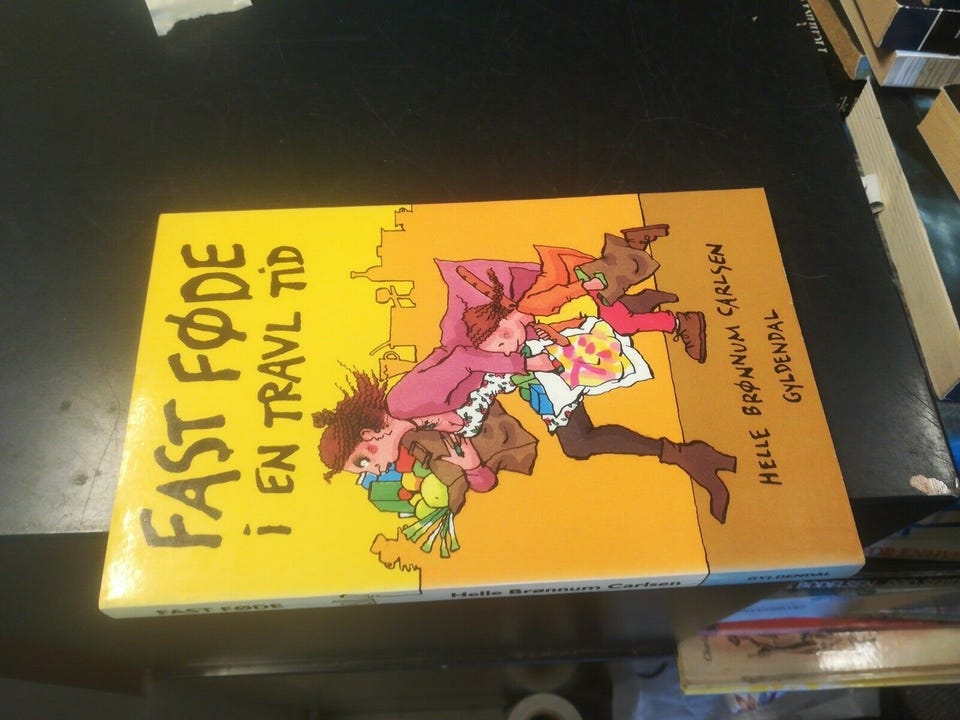 FAST FØDE
i EN TRAVL TiD
HELLE BRØNNUM CARLSEN
GYLDENDAL
FAST FØDE
Helle Brønnum Carlsen
GYLDENDAL